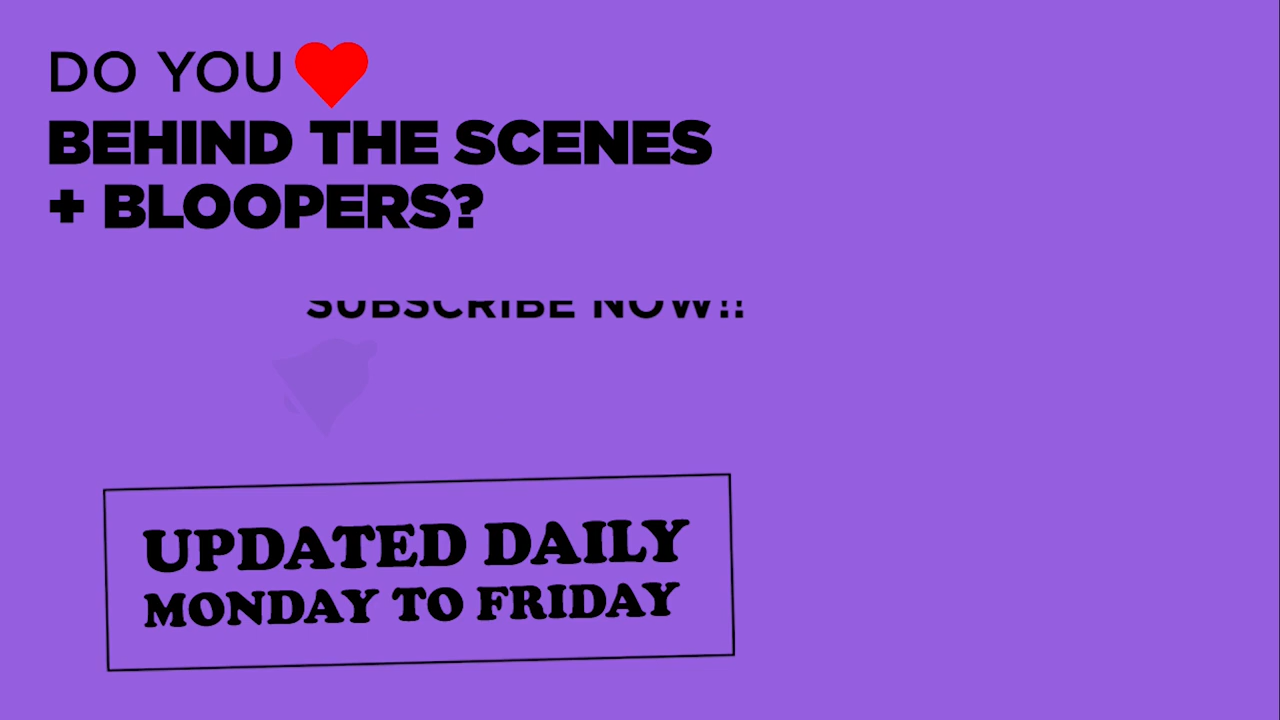 DO YOU
BEHIND THE SCENES
+ BLOOPERS?
SUBSCRIBE NOW!!
UPDATED DAILY
MONDAY TO FRIDAY